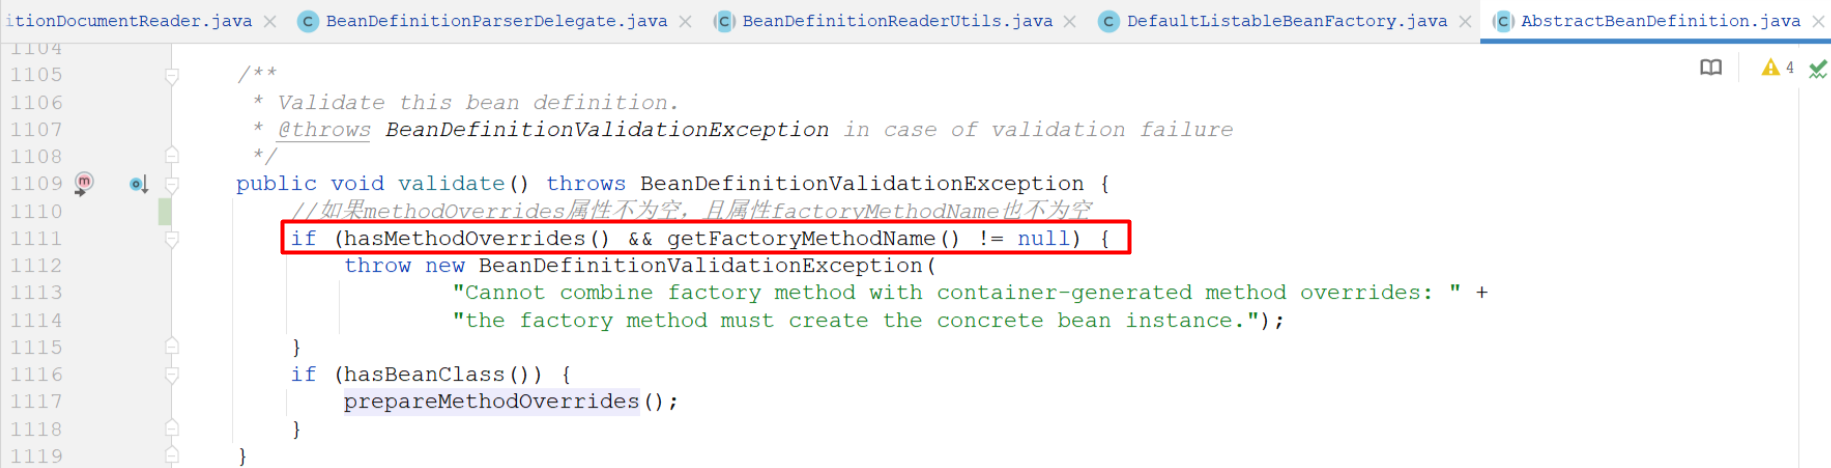 itionDocumentReader.java × C BeanDefinitionParserDelegate.java × C BeanDefinitionReaderUtils.java × C DefaultListableBeanFactory.java × C AbstractBeanDefinition.java ×
1104
1105 /** 4
1106 * Validate this bean definition.
1107 * @throws BeanDefinitionValidationException in case of validation failure
1108 */
1109 m public void validate() throws BeanDefinitionValidationException {
1110 //如果methodOverrides属性不为空，且属性factoryMethodName也不为空
1111 if (hasMethodOverrides() && getFactoryMethodName() != null) {
1112 throw new BeanDefinitionValidationException(
1113 "Cannot combine factory method with container-generated method overrides: " +
1114 "the factory method must create the concrete bean instance.");
1115 }
1116 if (hasBeanClass()) {
1117 prepareMethodOverrides();
1118 }
1119 }